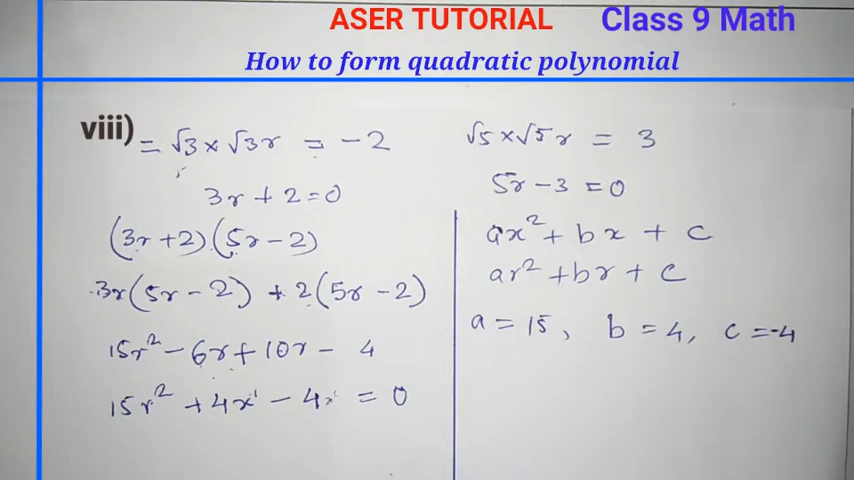 ASER TUTORIAL Class 9 Math
How to form quadratic polynomial
viii) = √3 × √3r = -2
3r + 2 = 0
(3r + 2) (5r - 2)
3r (5r - 2) + 2 (5r - 2)
15r² - 6r + 10r - 4
15r² + 4x¹ - 4x° = 0
√5 × √5r = 3
5r - 3 = 0
ax² + bx + c
ar² + br + c
a = 15, b = 4, c = -4